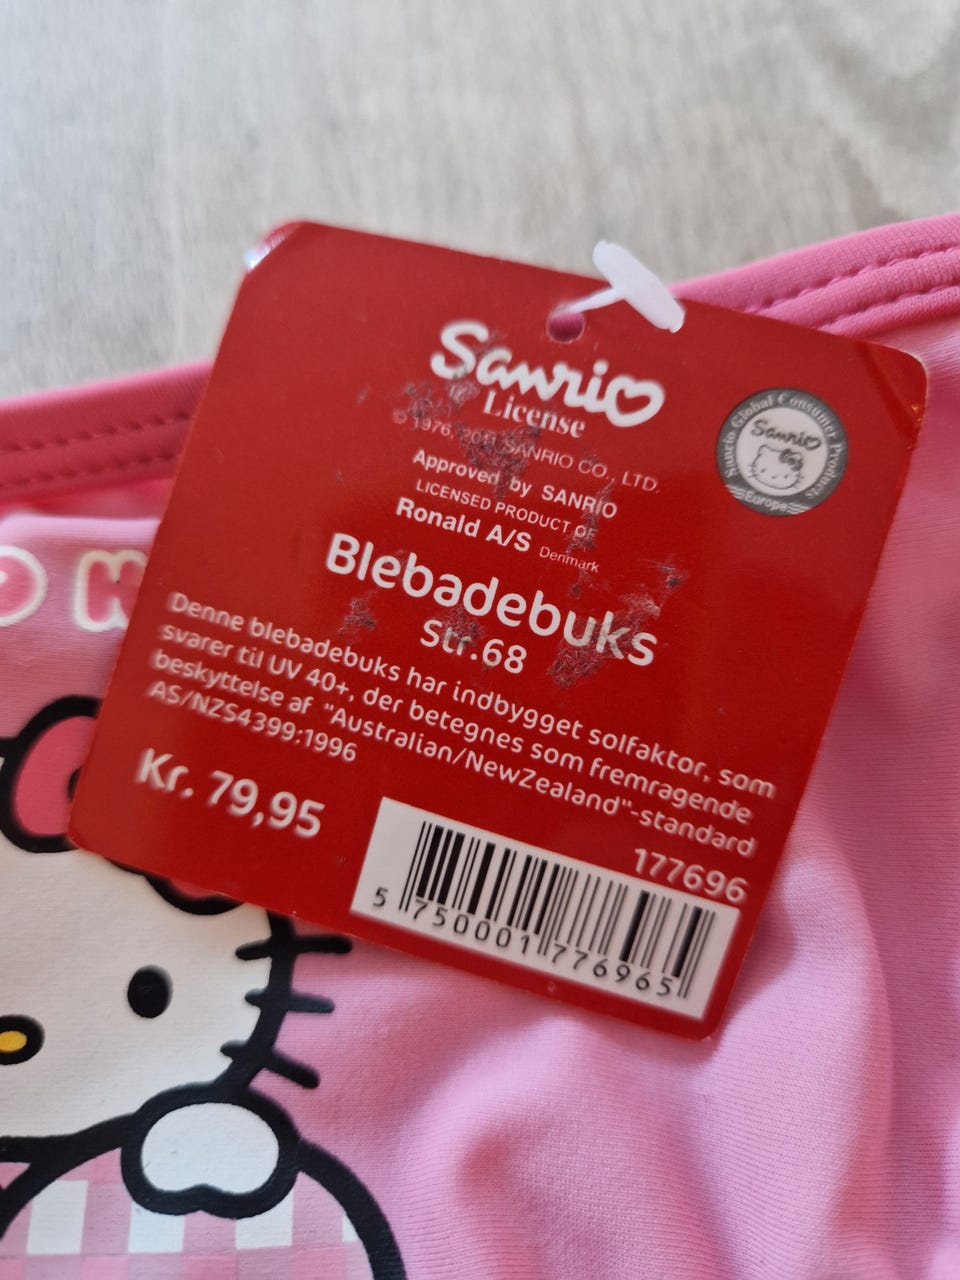 Sanrio
License
© 1976, 2011 SANRIO CO., LTD.
Approved by SANRIO
LICENSED PRODUCT OF
Ronald A/S Denmark
Sanrio Global Consumer Products
Sanrio
Europe
Blebadebuks
Str.68
Denne blebadebuks har indbygget solfaktor, som
svarer til UV 40+, der betegnes som fremragende
beskyttelse af "Australian/NewZealand"-standard
AS/NZS4399:1996
Kr. 79,95
177696
5 750001 776965